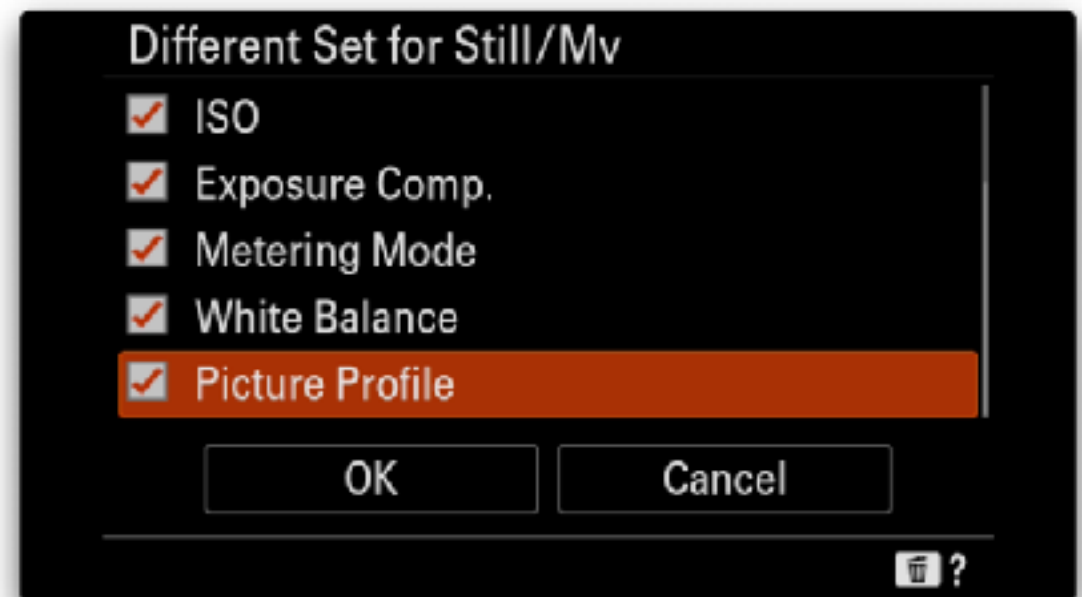 Different Set for Still/Mv
ISO
Exposure Comp.
Metering Mode
White Balance
Picture Profile
OK Cancel
?